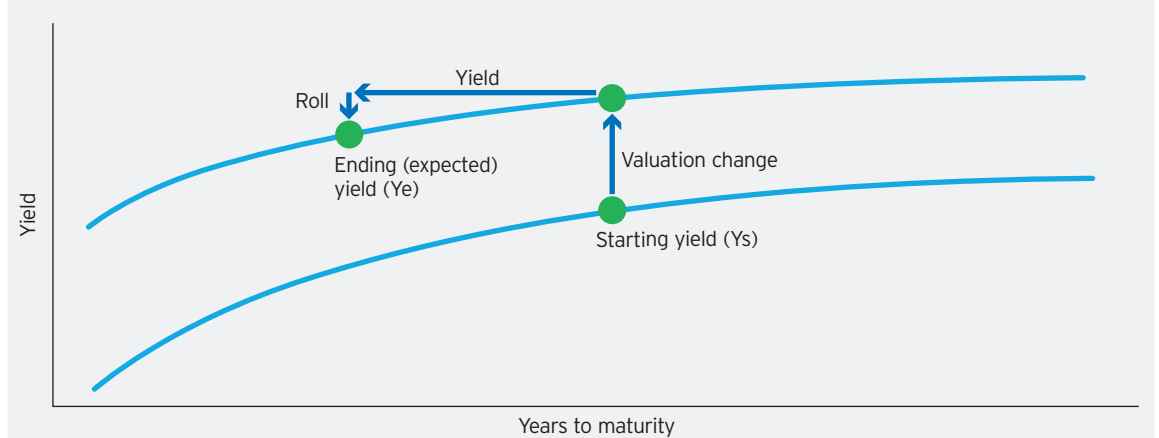 Yield
Roll
Ending (expected)
yield (Ye)
Valuation change
Starting yield (Ys)
Yield
Years to maturity